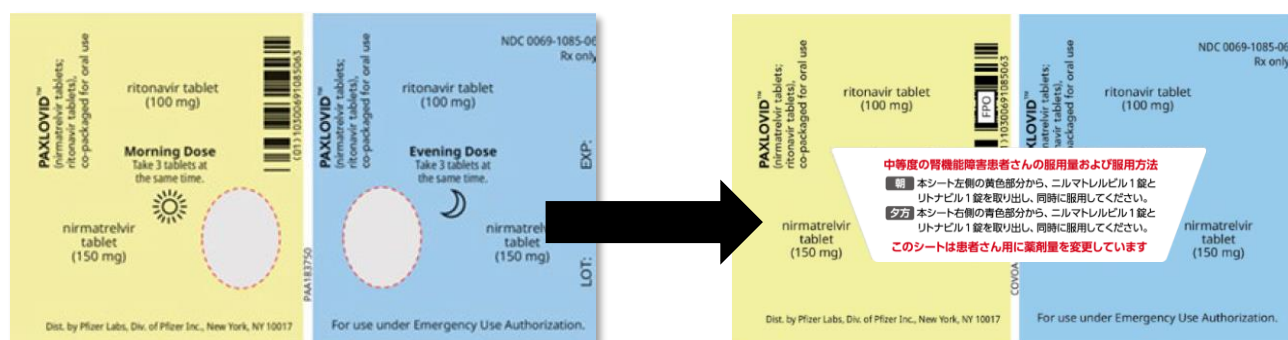 PAXLOVID™
(nirmatrelvir tablets;
ritonavir tablets),
co-packaged for oral use
ritonavir tablet
(100 mg)
(01)10300691085063
Morning Dose
Take 3 tablets at
the same time.
nirmatrelvir
tablet
(150 mg)
Dist. by Pfizer Labs, Div. of Pfizer Inc., New York, NY 10017
PAA183750
PAXLOVID™
(nirmatrelvir tablets;
ritonavir tablets),
co-packaged for oral use
NDC 0069-1085-06
Rx only
ritonavir tablet
(100 mg)
Evening Dose
Take 3 tablets at
the same time.
EXP:
LOT:
tablet
(150 mg)
For use under Emergency Use Authorization.
PAXLOVID™
(nirmatrelvir tablets;
ritonavir tablets),
co-packaged for oral use
ritonavir tablet
(100 mg)
FPO
(01)10300691085063
nirmatrelvir
tablet
(150 mg)
Dist. by Pfizer Labs, Div. of Pfizer Inc., New York, NY 10017
NDC 0069-1085-06
Rx only
ritonavir tablet
(100 mg)
中等度の腎機能障害患者さんの服用量および服用方法
朝 本シート左側の黄色部分から、ニルマトレルビル1錠と
リトナビル1錠を取り出し、同時に服用してください。
夕方 本シート右側の青色部分から、ニルマトレルビル1錠と
リトナビル1錠を取り出し、同時に服用してください。
このシートは患者さん用に薬剤量を変更しています
nirmatrelvir
tablet
(150 mg)
For use under Emergency Use Authorization.